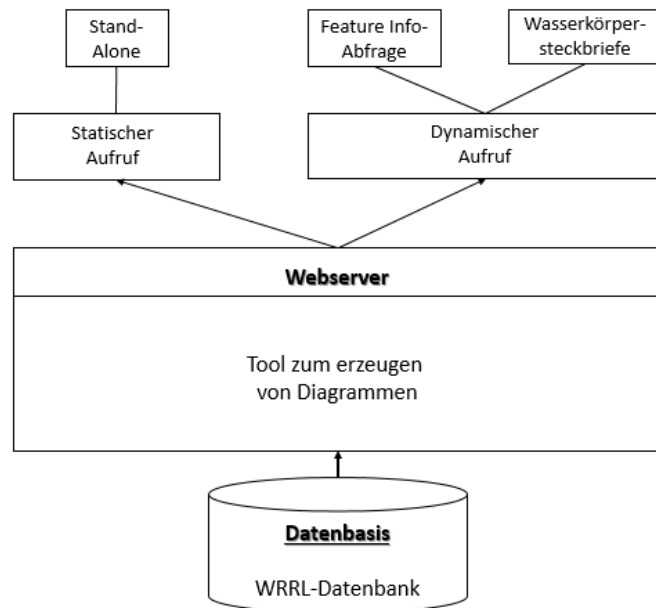 Stand-
Alone
Feature Info-
Abfrage
Wasserkörper-
steckbriefe
Statischer
Aufruf
Dynamischer
Aufruf
Webserver
Tool zum erzeugen
von Diagrammen
Datenbasis
WRRL-Datenbank